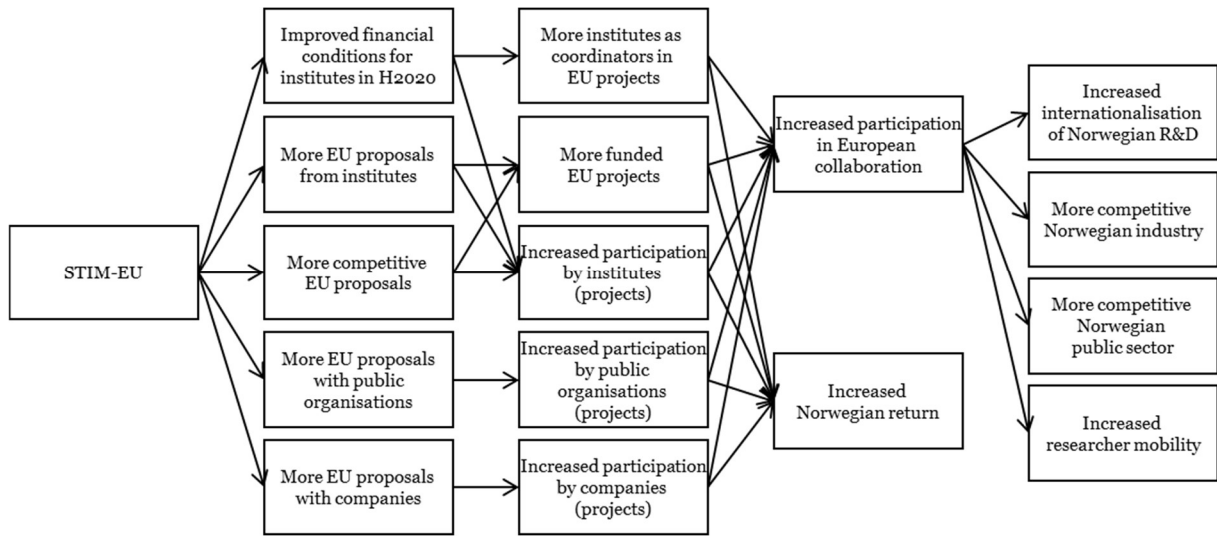 STIM-EU
Improved financial
conditions for
institutes in H2020
More EU proposals
from institutes
More competitive
EU proposals
More EU proposals
with public
organisations
More EU proposals
with companies
More institutes as
coordinators in
EU projects
More funded
EU projects
Increased participation
by institutes
(projects)
Increased participation
by public
organisations
(projects)
Increased participation
by companies
(projects)
Increased participation
in European
collaboration
Increased
Norwegian return
Increased
internationalisation
of Norwegian R&D
More competitive
Norwegian industry
More competitive
Norwegian
public sector
Increased
researcher mobility